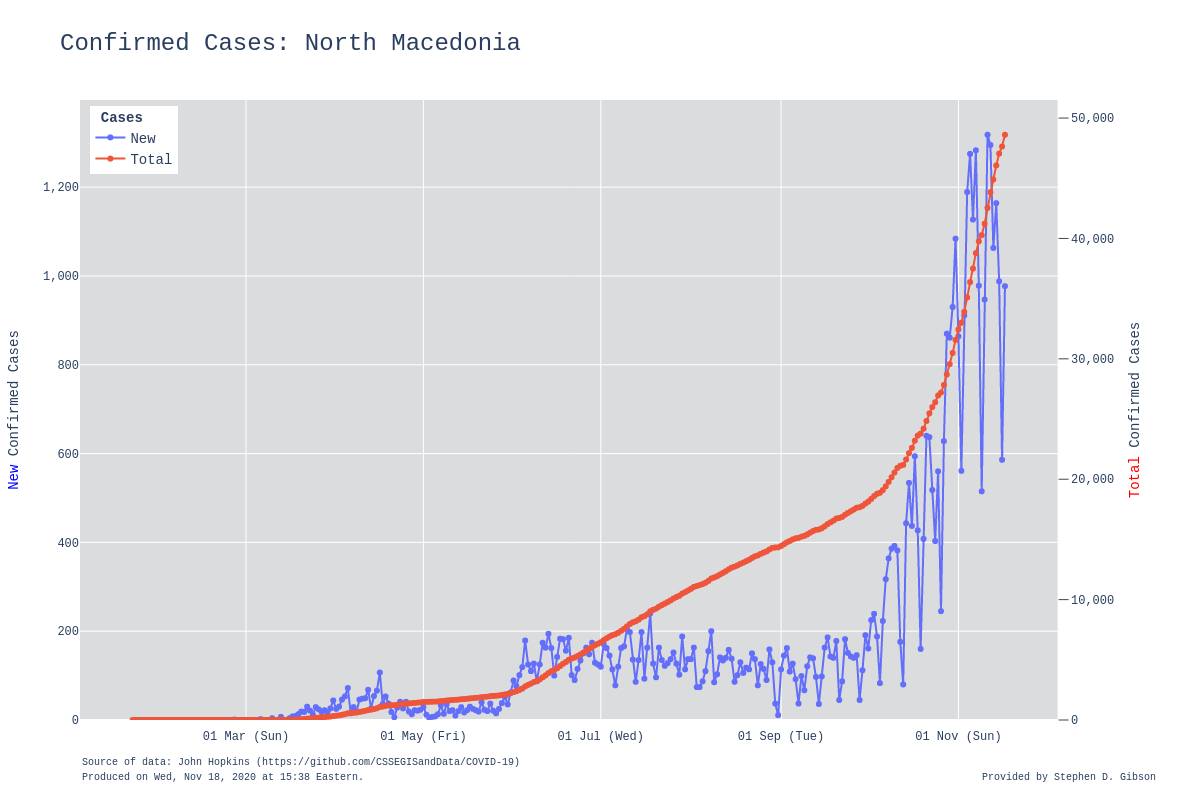 Confirmed Cases: North Macedonia
Cases
New
Total
50,000
40,000
30,000
20,000
10,000
0
1,200
1,000
800
600
400
200
0
New Confirmed Cases
Total Confirmed Cases
01 Mar (Sun)
01 May (Fri)
01 Jul (Wed)
01 Sep (Tue)
01 Nov (Sun)
Source of data: John Hopkins (https://github.com/CSSEGISandData/COVID-19)
Produced on Wed, Nov 18, 2020 at 15:38 Eastern.
Provided by Stephen D. Gibson